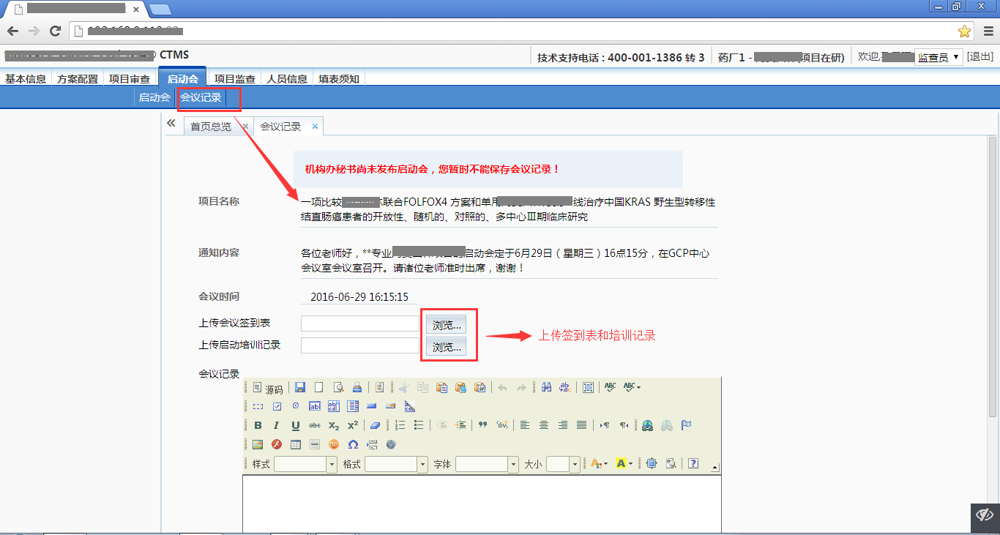 CTMS
技术支持电话 : 400-001-1386 转 3 药厂1 - 项目在研) 欢迎, 监查员 [退出]
基本信息 方案配置 项目审查 启动会 项目监查 人员信息 填表须知
启动会 会议记录
首页总览 会议记录
机构办秘书尚未发布启动会，您暂时不能保存会议记录！
项目名称 一项比较 联合FOLFOX4 方案和单用 线治疗中国KRAS 野生型转移性
结直肠癌患者的开放性、随机的、对照的、多中心Ⅲ期临床研究
通知内容 各位老师好，**专业 启动会定于6月29日（星期三）16点15分，在GCP中心
会议室会议室召开。请诸位老师准时出席，谢谢！
会议时间 2016-06-29 16:15:15
上传会议签到表 浏览...
上传签到表和培训记录
上传启动培训记录 浏览...
会议记录
源码
样式 格式 字体 大小